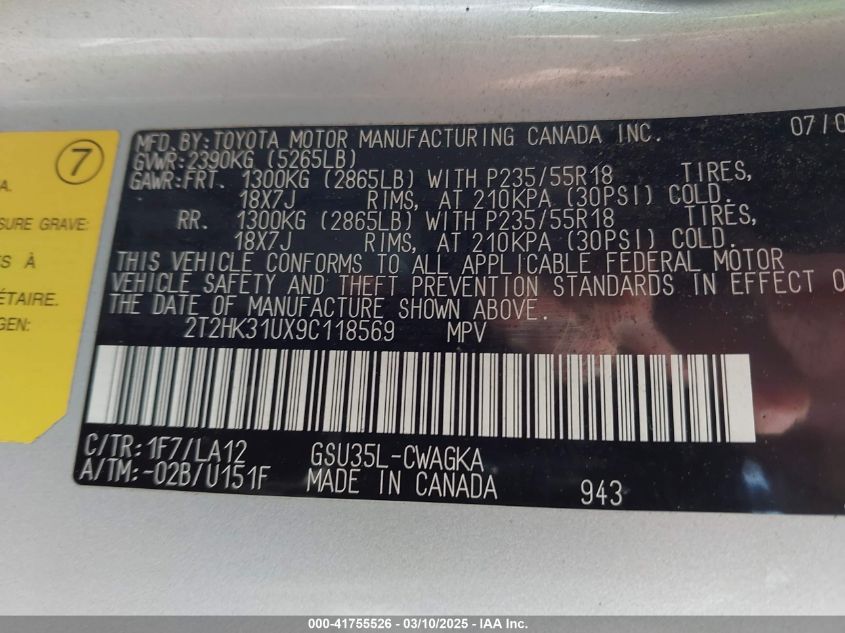 MFD. BY: TOYOTA MOTOR MANUFACTURING CANADA INC. 07/0
GVWR: 2390KG (5265LB)
GAWR: FRT. 1300KG (2865LB) WITH P235/55R18 TIRES,
18X7J RIMS, AT 210KPA (30PSI) COLD.
RR. 1300KG (2865LB) WITH P235/55R18 TIRES,
18X7J RIMS, AT 210KPA (30PSI) COLD.
THIS VEHICLE CONFORMS TO ALL APPLICABLE FEDERAL MOTOR
VEHICLE SAFETY AND THEFT PREVENTION STANDARDS IN EFFECT O
THE DATE OF MANUFACTURE SHOWN ABOVE.
2T2HK31UX9C118569 MPV
C/TR: 1F7/LA12 GSU35L-CWAGKA
A/TM: -02B/U151F MADE IN CANADA 943
7
A.
SURE GRAVE:
S À
ÉTAIRE.
GEN.
000-41755526 - 03/10/2025 - IAA Inc.